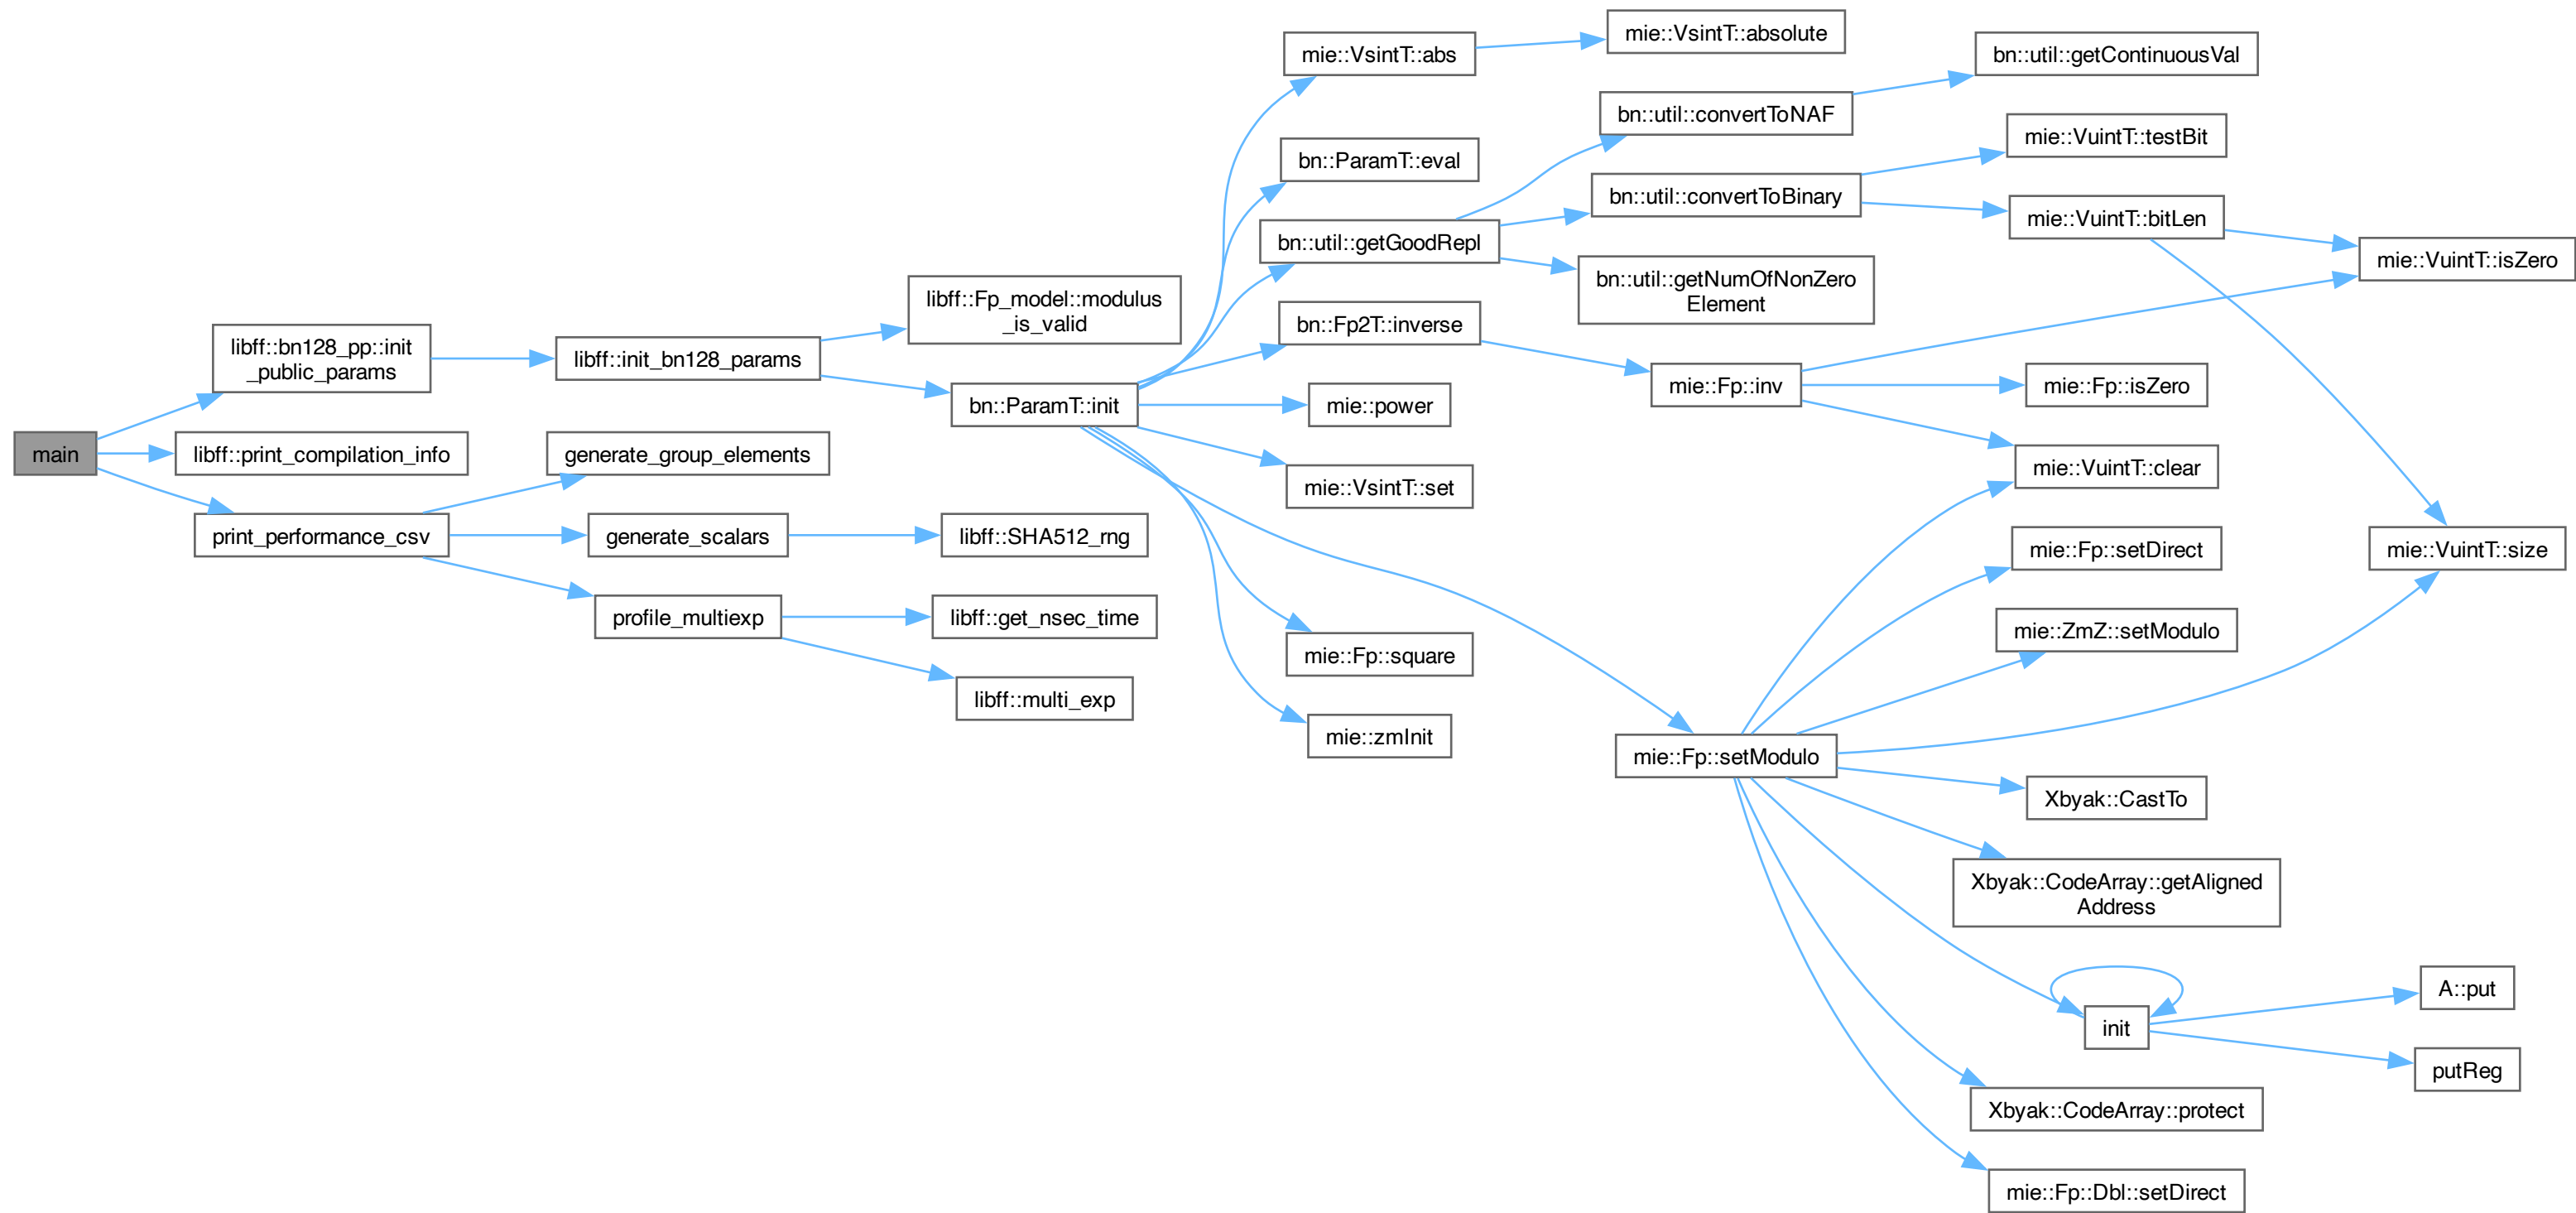 main
libff::bn128_pp::init
_public_params
libff::print_compilation_info
print_performance_csv
libff::init_bn128_params
generate_group_elements
generate_scalars
profile_multiexp
libff::Fp_model::modulus
_is_valid
bn::ParamT::init
libff::SHA512_rng
libff::get_nsec_time
libff::multi_exp
mie::VsintT::abs
bn::ParamT::eval
bn::util::getGoodRepl
bn::Fp2T::inverse
mie::power
mie::VsintT::set
mie::Fp::square
mie::zmInit
mie::VsintT::absolute
bn::util::convertToNAF
bn::util::convertToBinary
bn::util::getNumOfNonZero
Element
mie::Fp::inv
mie::Fp::setModulo
bn::util::getContinuousVal
mie::VuintT::testBit
mie::VuintT::bitLen
mie::Fp::isZero
mie::VuintT::clear
mie::Fp::setDirect
mie::ZmZ::setModulo
Xbyak::CastTo
Xbyak::CodeArray::getAligned
Address
init
Xbyak::CodeArray::protect
mie::Fp::Dbl::setDirect
mie::VuintT::isZero
mie::VuintT::size
A::put
putReg